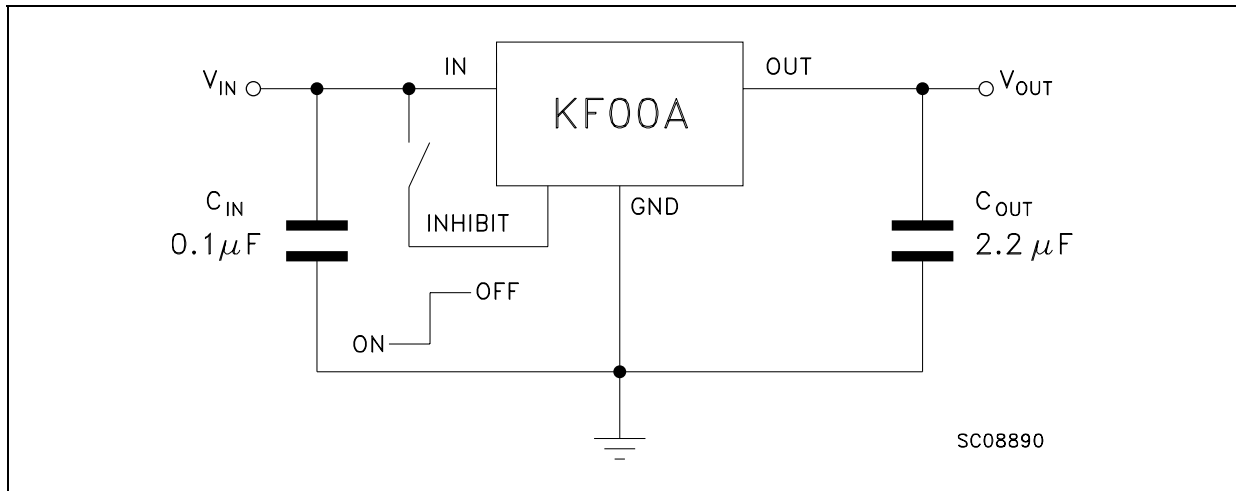 V_IN
IN
KF00A
OUT
V_OUT
C_IN
0.1μF
INHIBIT
GND
C_OUT
2.2 μF
OFF
ON
SC08890